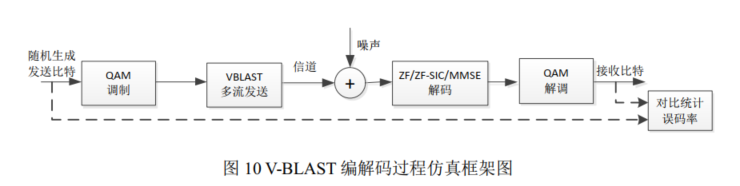 噪声
随机生成
发送比特
QAM
调制
VBLAST
多流发送
信道
+
ZF/ZF-SIC/MMSE
解码
QAM
解调
接收比特
对比统计
误码率
图 10 V-BLAST 编解码过程仿真框架图